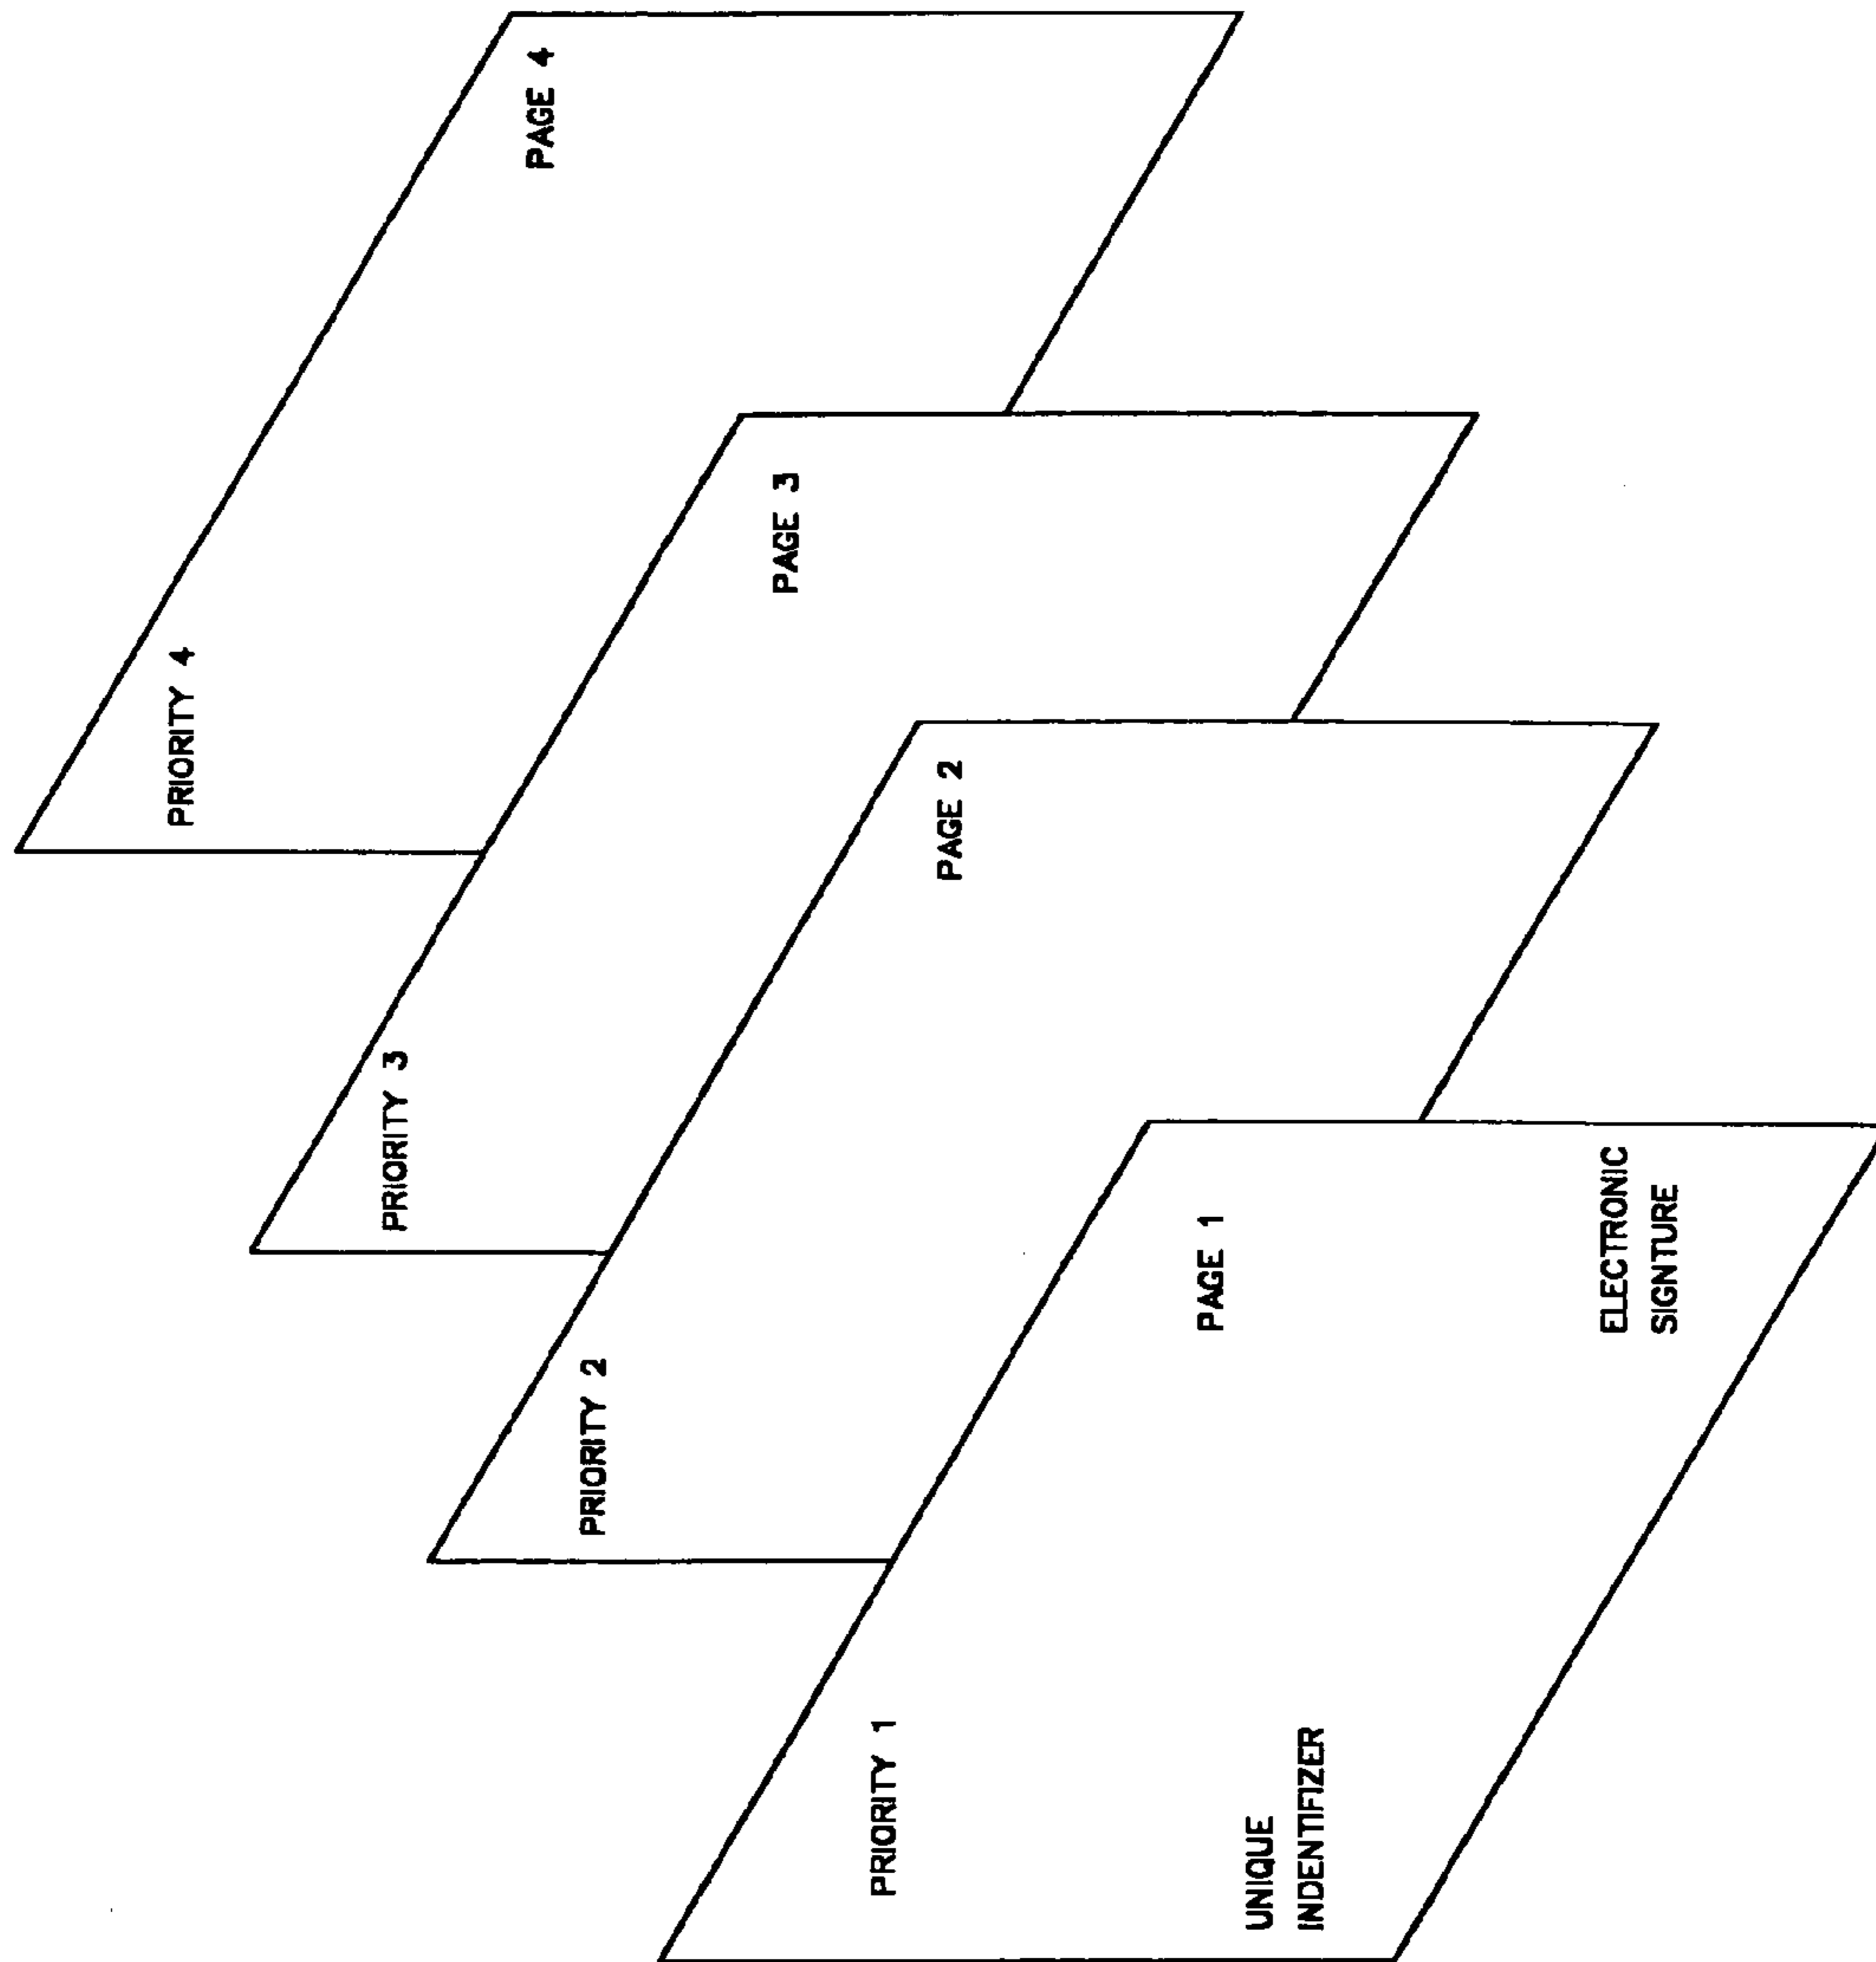 PRIORITY 4
PAGE 4
PRIORITY 3
PAGE 3
PRIORITY 2
PAGE 2
PRIORITY 1
PAGE 1
UNIQUE
INDENTIFIZER
ELECTRONIC
SIGNTURE